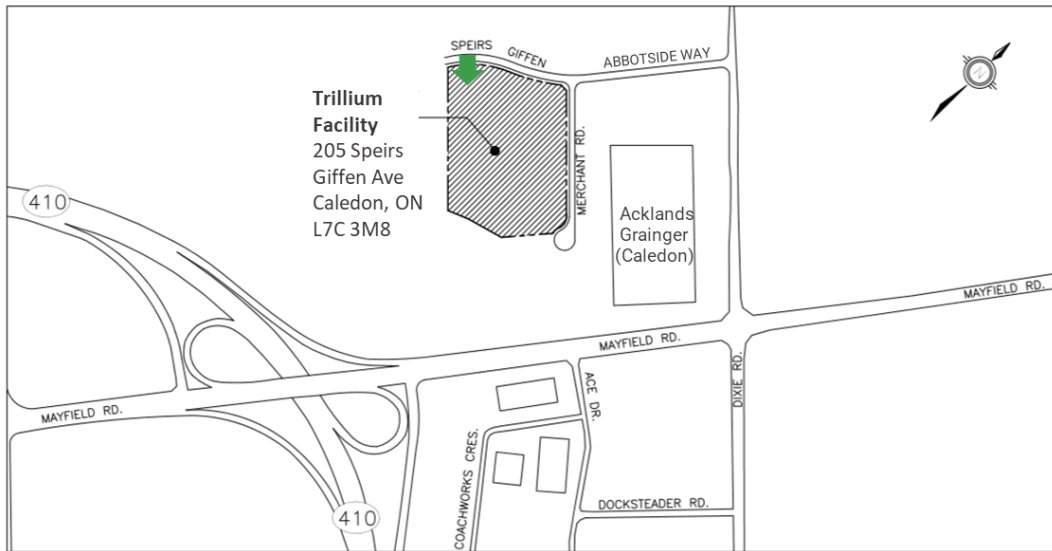 SPEIRS GIFFEN
ABBOTSIDE WAY
Trillium
Facility
205 Speirs
Giffen Ave
Caledon, ON
L7C 3M8
N
MERCHANT RD.
410
Acklands
Grainger
(Caledon)
MAYFIELD RD.
MAYFIELD RD.
DIXIE RD.
ACE DR.
MAYFIELD RD.
COACHWORKS CRES.
DOCKSTEADER RD.
410